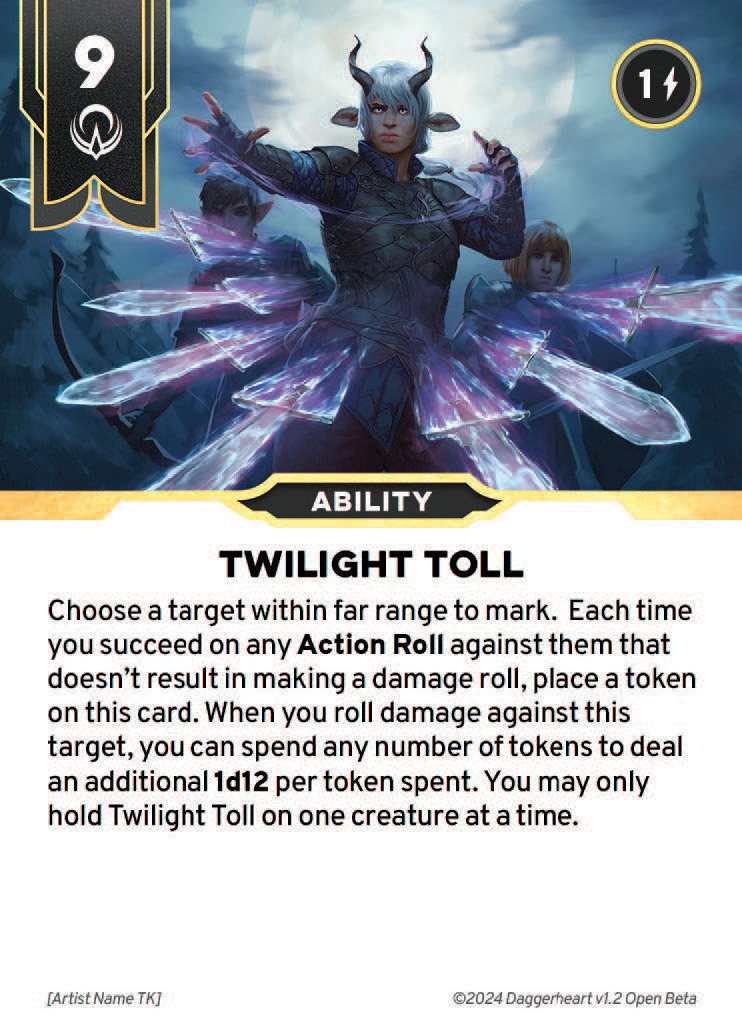 9
1
ABILITY
TWILIGHT TOLL
Choose a target within far range to mark.  Each time
you succeed on any Action Roll against them that
doesn’t result in making a damage roll, place a token
on this card. When you roll damage against this
target, you can spend any number of tokens to deal
an additional 1d12 per token spent. You may only
hold Twilight Toll on one creature at a time.
[Artist Name TK]
©2024 Daggerheart v1.2 Open Beta